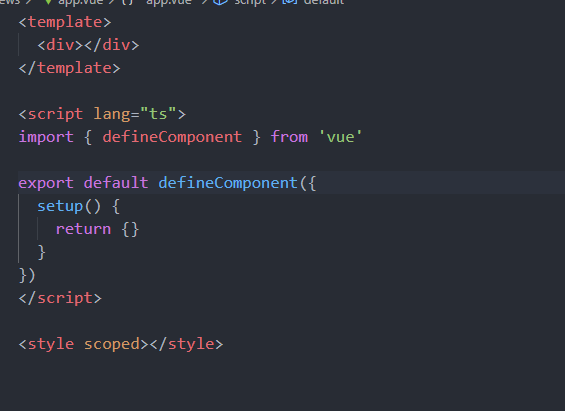 ews > app.vue > {} "app.vue" > script > default
<template>
  <div></div>
</template>
<script lang="ts">
import { defineComponent } from 'vue'
export default defineComponent({
  setup() {
    return {}
  }
})
</script>
<style scoped></style>